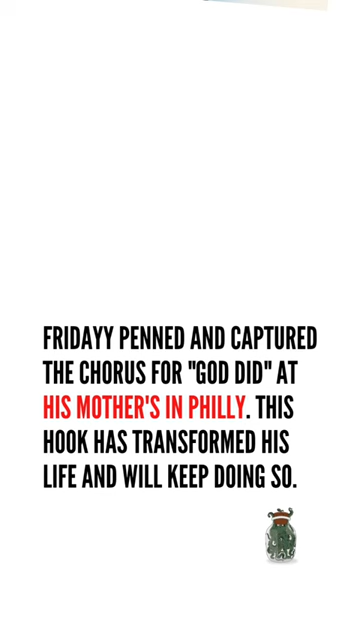 FRIDAYY PENNED AND CAPTURED
THE CHORUS FOR "GOD DID" AT
HIS MOTHER'S IN PHILLY. THIS
HOOK HAS TRANSFORMED HIS
LIFE AND WILL KEEP DOING SO.